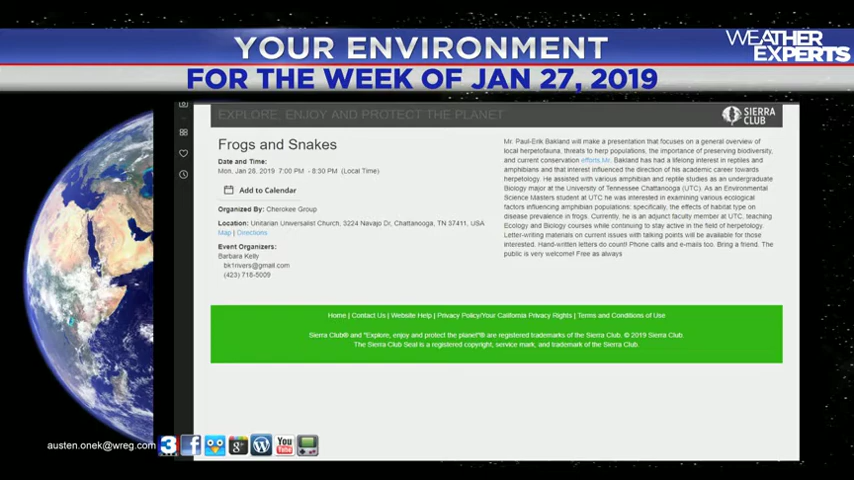 YOUR ENVIRONMENT
FOR THE WEEK OF JAN 27, 2019
WEATHER
EXPERTS
EXPLORE, ENJOY AND PROTECT THE PLANET
SIERRA
CLUB
Frogs and Snakes
Date and Time:
Mon, Jan 28, 2019 7:00 PM - 8:30 PM (Local Time)
Add to Calendar
Organized By: Cherokee Group
Location: Unitarian Universalist Church, 3224 Navajo Dr, Chattanooga, TN 37411, USA
Map | Directions
Event Organizers:
Barbara Kelly
bk1rivers@gmail.com
(423) 718-5009
Mr. Paul-Erik Bakland will make a presentation that focuses on a general overview of
local herpetofauna, threats to herp populations, the importance of preserving biodiversity,
and current conservation efforts.Mr. Bakland has had a lifelong interest in reptiles and
amphibians and that interest influenced the direction of his academic career towards
herpetology. He assisted with various amphibian and reptile studies as an undergraduate
Biology major at the University of Tennessee Chattanooga (UTC). As an Environmental
Science Masters student at UTC he was interested in examining various ecological
factors influencing amphibian populations: specifically, the effects of habitat type on
disease prevalence in frogs. Currently, he is an adjunct faculty member at UTC, teaching
Ecology and Biology courses while continuing to stay active in the field of herpetology.
Letter-writing materials on current issues with talking points will be available for those
interested. Hand-written letters do count! Phone calls and e-mails too. Bring a friend. The
public is very welcome! Free as always
Home | Contact Us | Website Help | Privacy Policy/Your California Privacy Rights | Terms and Conditions of Use
Sierra Club® and "Explore, enjoy and protect the planet"® are registered trademarks of the Sierra Club. © 2019 Sierra Club.
The Sierra Club Seal is a registered copyright, service mark, and trademark of the Sierra Club.
austen.onek@wreg.com
3
f
g+
W
You
Tube